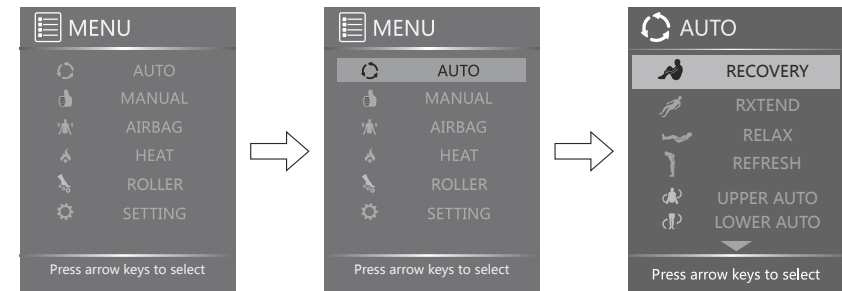 MENU
AUTO
MANUAL
AIRBAG
HEAT
ROLLER
SETTING
Press arrow keys to select
MENU
AUTO
MANUAL
AIRBAG
HEAT
ROLLER
SETTING
Press arrow keys to select
AUTO
RECOVERY
RXTEND
RELAX
REFRESH
UPPER AUTO
LOWER AUTO
Press arrow keys to select